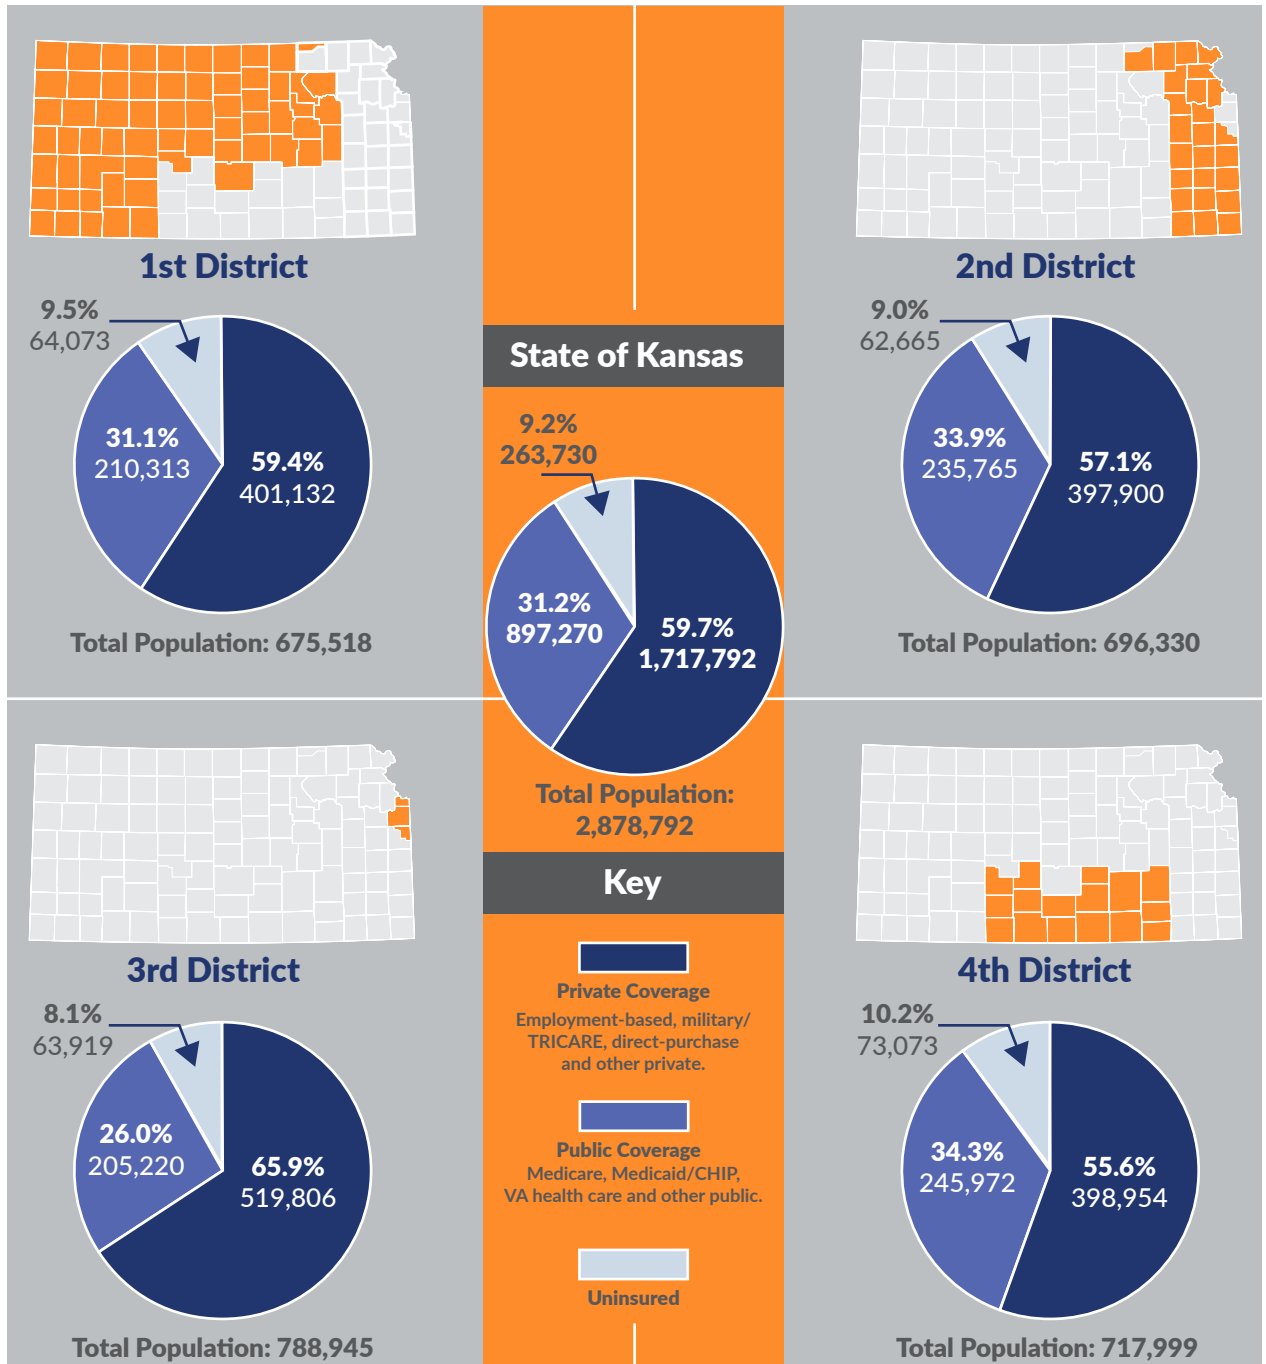 1st District
9.5%
64,073
31.1%
210,313
59.4%
401,132
Total Population: 675,518
State of Kansas
9.2%
263,730
31.2%
897,270
59.7%
1,717,792
Total Population:
2,878,792
2nd District
9.0%
62,665
33.9%
235,765
57.1%
397,900
Total Population: 696,330
3rd District
8.1%
63,919
26.0%
205,220
65.9%
519,806
Total Population: 788,945
Key
Private Coverage
Employment-based, military/
TRICARE, direct-purchase
and other private.
Public Coverage
Medicare, Medicaid/CHIP,
VA health care and other public.
Uninsured
4th District
10.2%
73,073
34.3%
245,972
55.6%
398,954
Total Population: 717,999